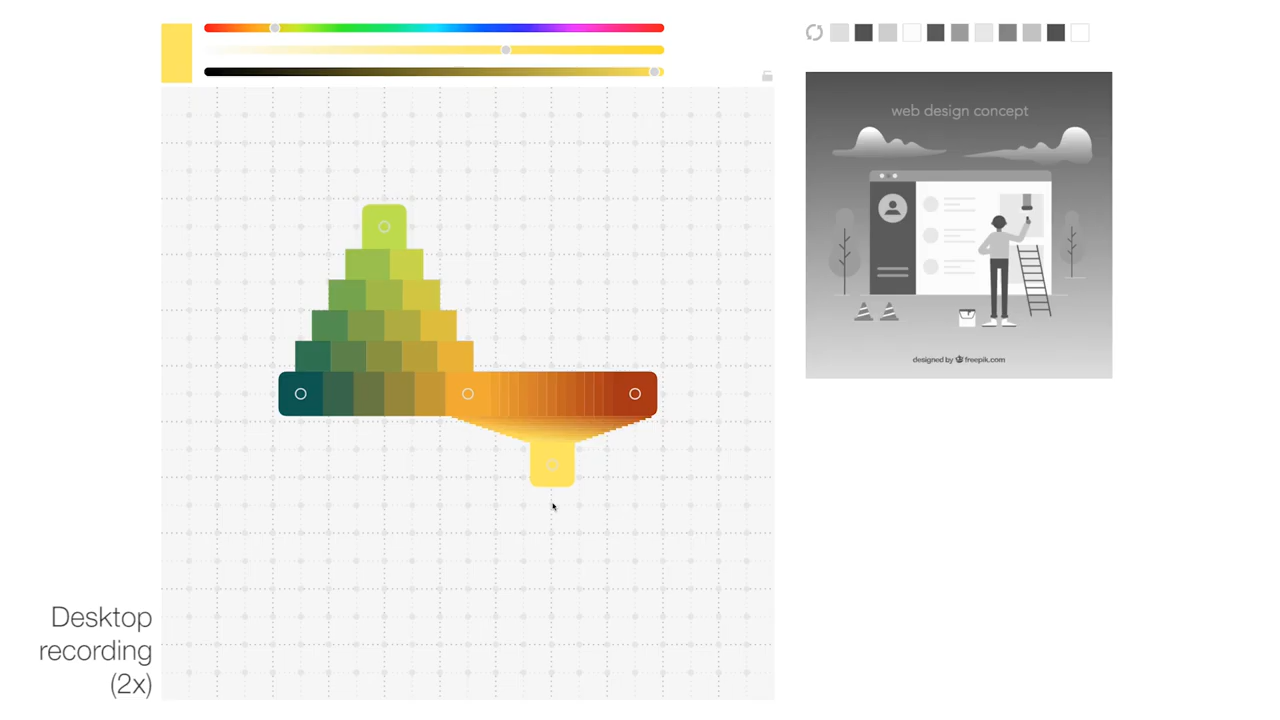 web design concept
designed by freepik.com
Desktop
recording
(2x)